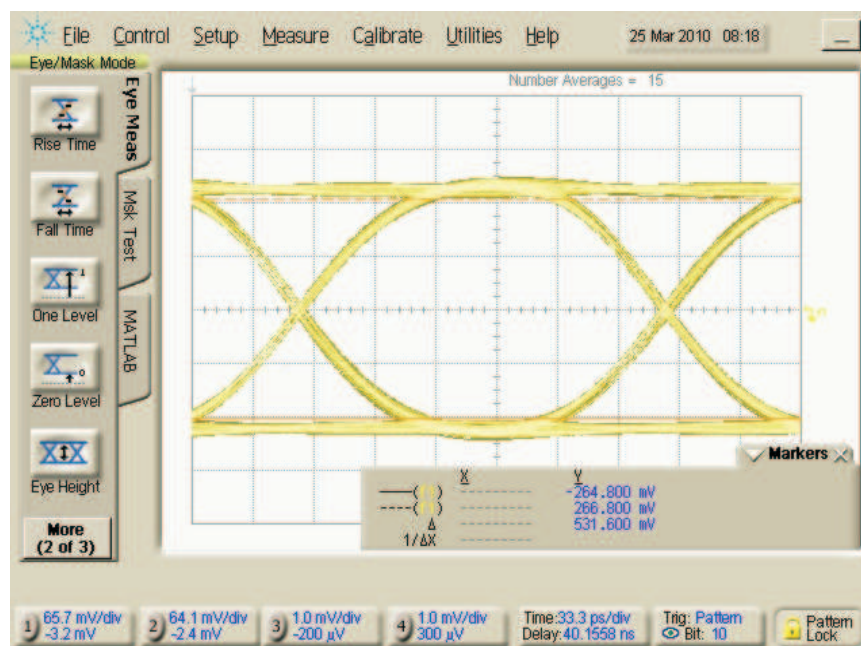 File Control Setup Measure Calibrate Utilities Help 25 Mar 2010 08:18
Eye/Mask Mode
Number Averages = 15
Eye Meas
Msk Test
MATLAB
Rise Time
Fall Time
One Level
Zero Level
Eye Height
More
(2 of 3)
Markers
X Y
-264.800 mV
266.800 mV
Δ 531.600 mV
1/ΔX
1) 65.7 mV/div
-3.2 mV
2) 64.1 mV/div
-2.4 mV
3) 1.0 mV/div
-200 µV
4) 1.0 mV/div
300 µV
Time:33.3 ps/div
Delay:40.1558 ns
Trig: Pattern
Bit: 10
Pattern
Lock